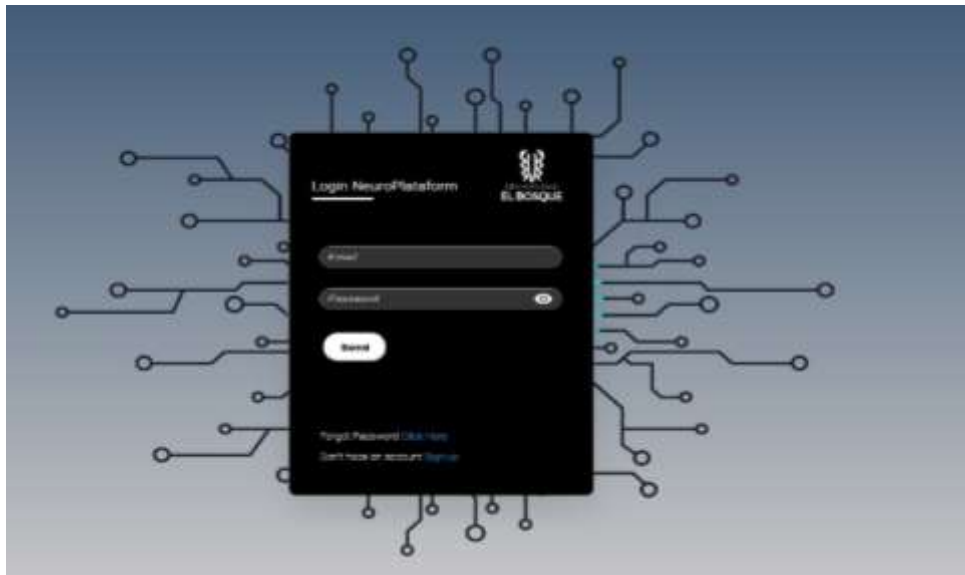 Login NeuroPlataform
EL BOSQUE
Email
Password
Send
Forgot Password Click Here
Don't have an account Sign up